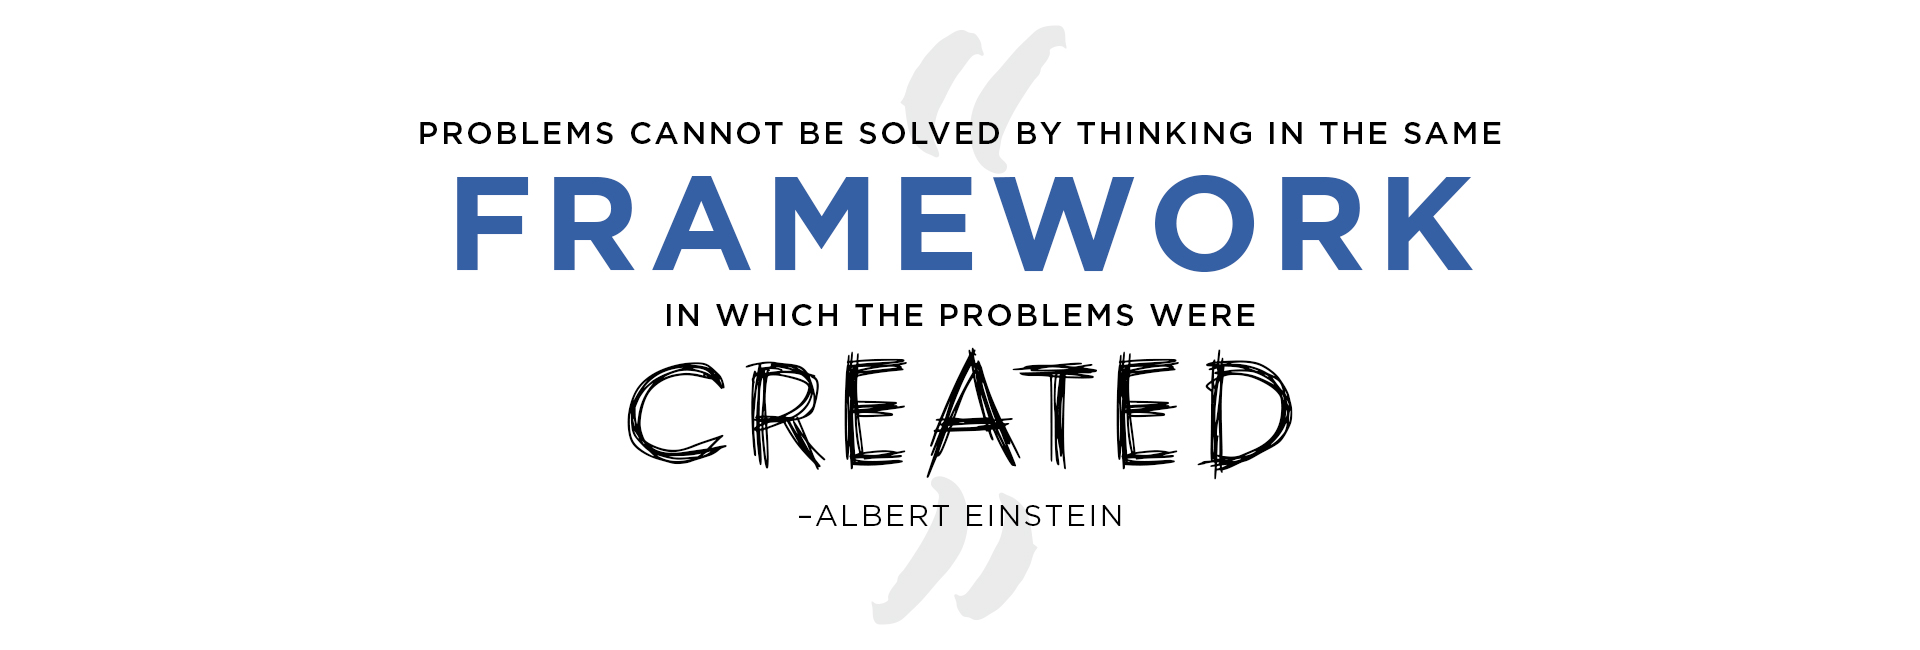 PROBLEMS CANNOT BE SOLVED BY THINKING IN THE SAME
FRAMEWORK
IN WHICH THE PROBLEMS WERE
CREATED
–ALBERT EINSTEIN